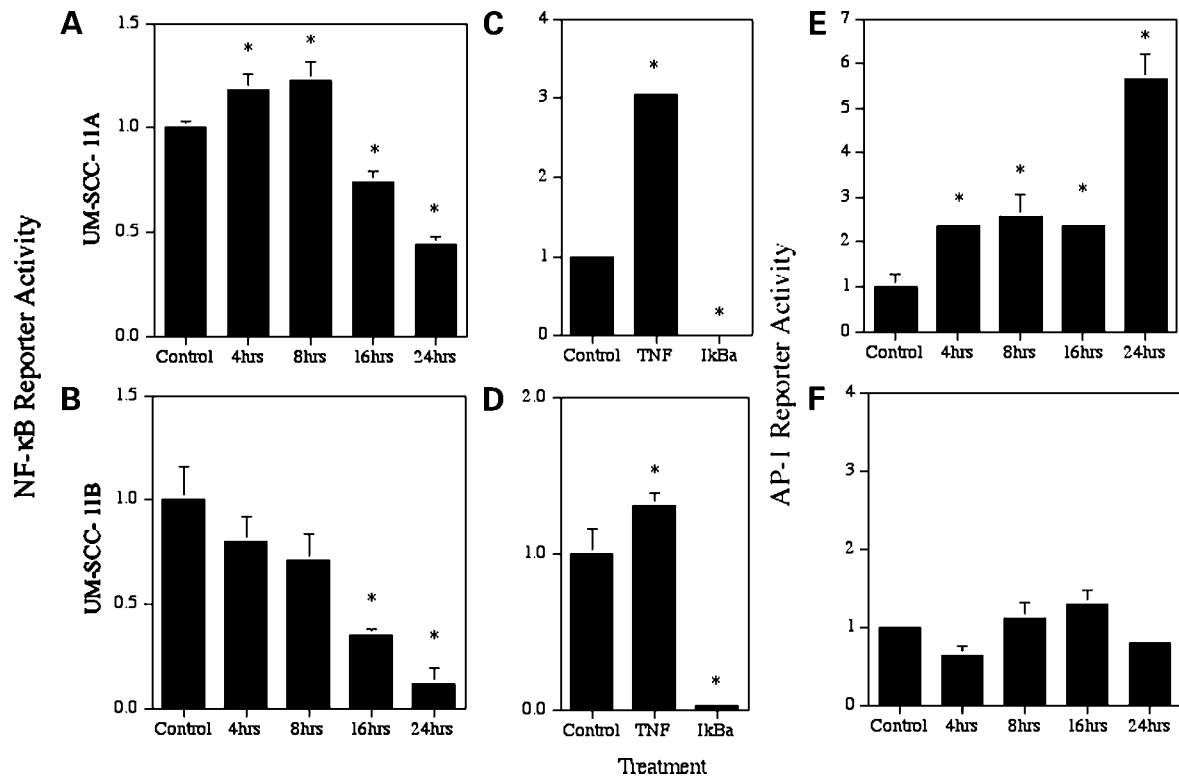 NF-κB Reporter Activity
UM-SCC-11A
UM-SCC-11B
A
1.5
1.0
0.5
0.0
*
*
*
*
Control 4hrs 8hrs 16hrs 24hrs
B
1.5
1.0
0.5
0.0
*
*
Control 4hrs 8hrs 16hrs 24hrs
C
4
3
2
1
0
*
*
Control TNF IkBa
D
2.0
1.0
0.0
*
*
Control TNF IkBa
Treatment
AP-1 Reporter Activity
E
7
6
5
4
3
2
1
0
*
*
*
*
Control 4hrs 8hrs 16hrs 24hrs
F
4
3
2
1
0
Control 4hrs 8hrs 16hrs 24hrs